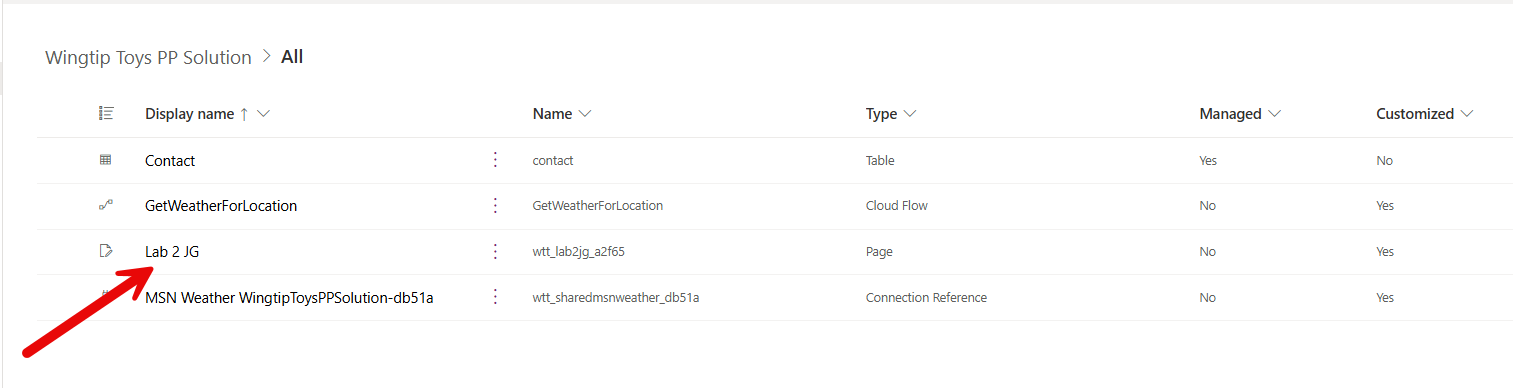 Wingtip Toys PP Solution > All
Display name ↑ Name Type Managed Customized
Contact contact Table Yes No
GetWeatherForLocation GetWeatherForLocation Cloud Flow No Yes
Lab 2 JG wtt_lab2jg_a2f65 Page No Yes
MSN Weather WingtipToysPPSolution-db51a wtt_sharedmsnweather_db51a Connection Reference No Yes